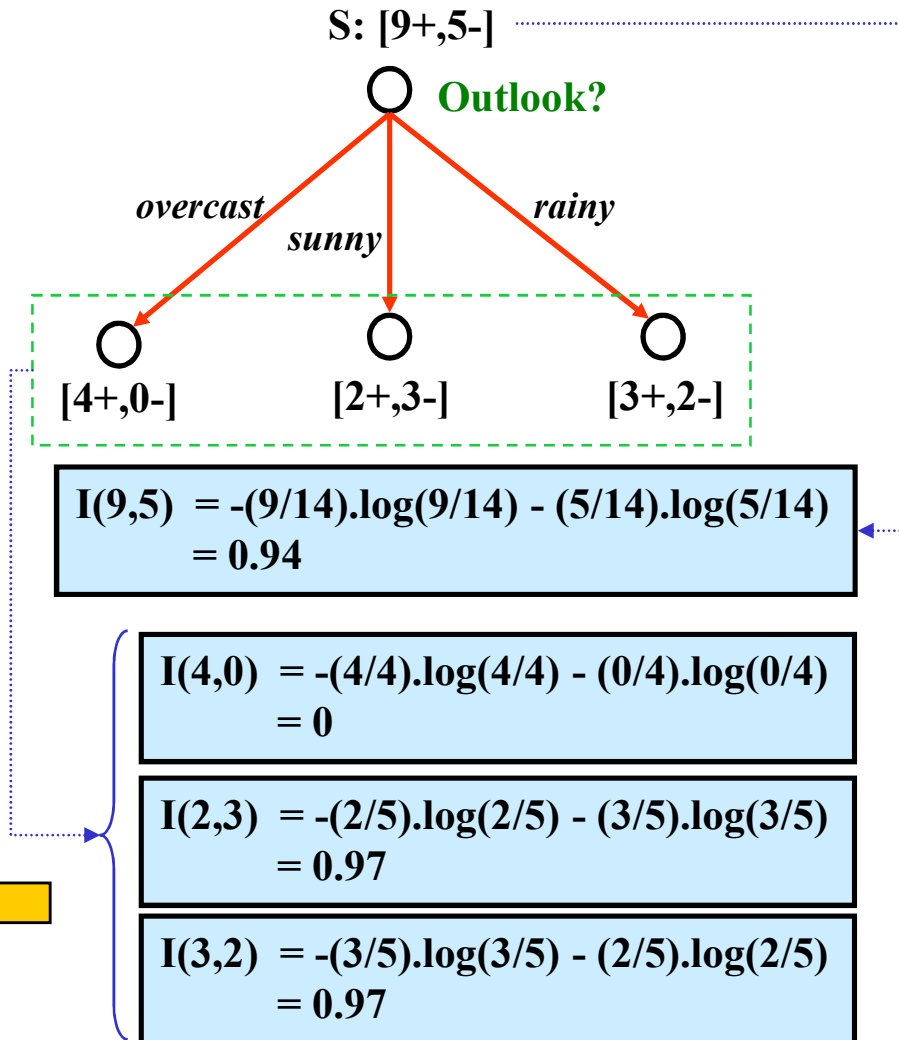 S: [9+,5-]
Outlook?
overcast
sunny
rainy
[4+,0-]
[2+,3-]
[3+,2-]
I(9,5) = -(9/14).log(9/14) - (5/14).log(5/14)
= 0.94
I(4,0) = -(4/4).log(4/4) - (0/4).log(0/4)
= 0
I(2,3) = -(2/5).log(2/5) - (3/5).log(3/5)
= 0.97
I(3,2) = -(3/5).log(3/5) - (2/5).log(2/5)
= 0.97